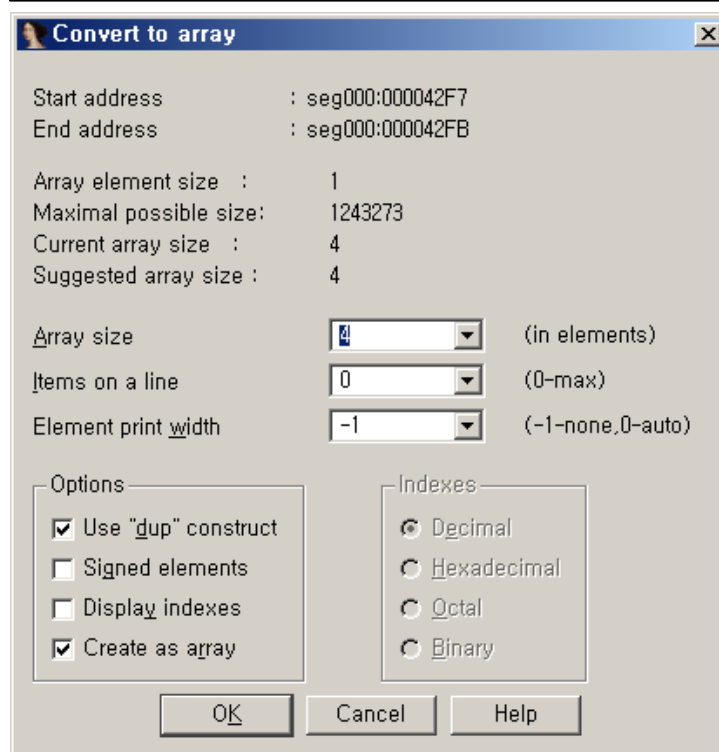 Convert to array
Start address : seg000:000042F7
End address : seg000:000042FB
Array element size : 1
Maximal possible size: 1243273
Current array size : 4
Suggested array size : 4
Array size 4 (in elements)
Items on a line 0 (0-max)
Element print width -1 (-1-none,0-auto)
Options
Use "dup" construct
Signed elements
Display indexes
Create as array
Indexes
Decimal
Hexadecimal
Octal
Binary
OK Cancel Help